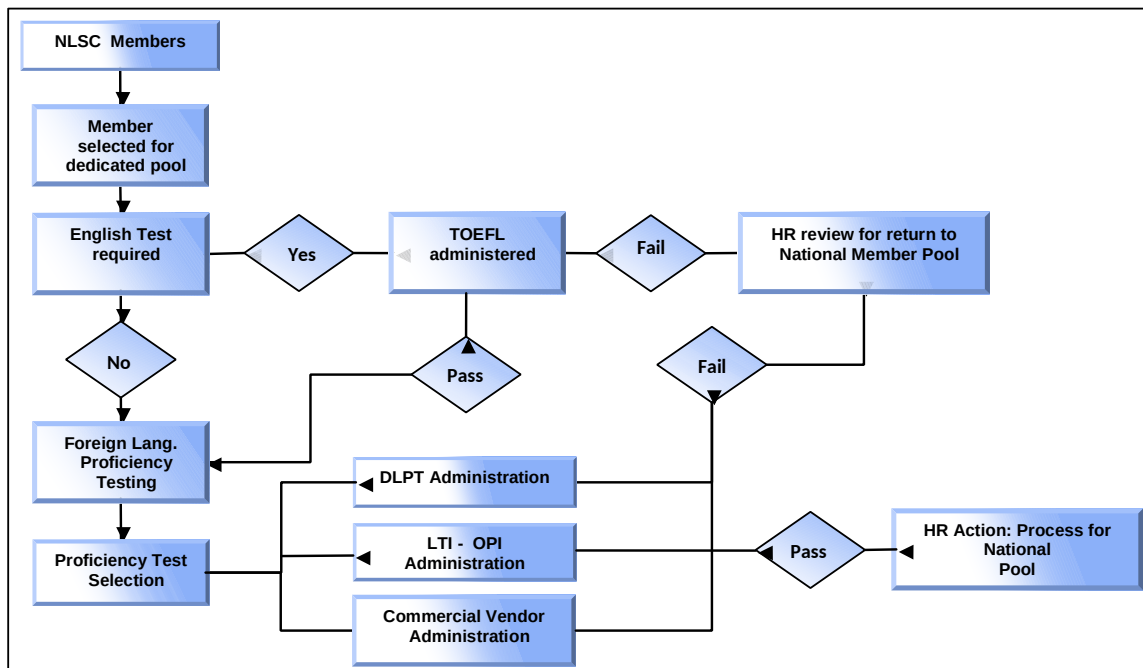 NLSC Members
Member
selected for
dedicated pool
English Test
required
Yes
TOEFL
administered
Fail
HR review for return to
National Member Pool
No
Pass
Fail
Foreign Lang.
Proficiency
Testing
DLPT Administration
Proficiency Test
Selection
LTI - OPI
Administration
Pass
HR Action: Process for
National
Pool
Commercial Vendor
Administration